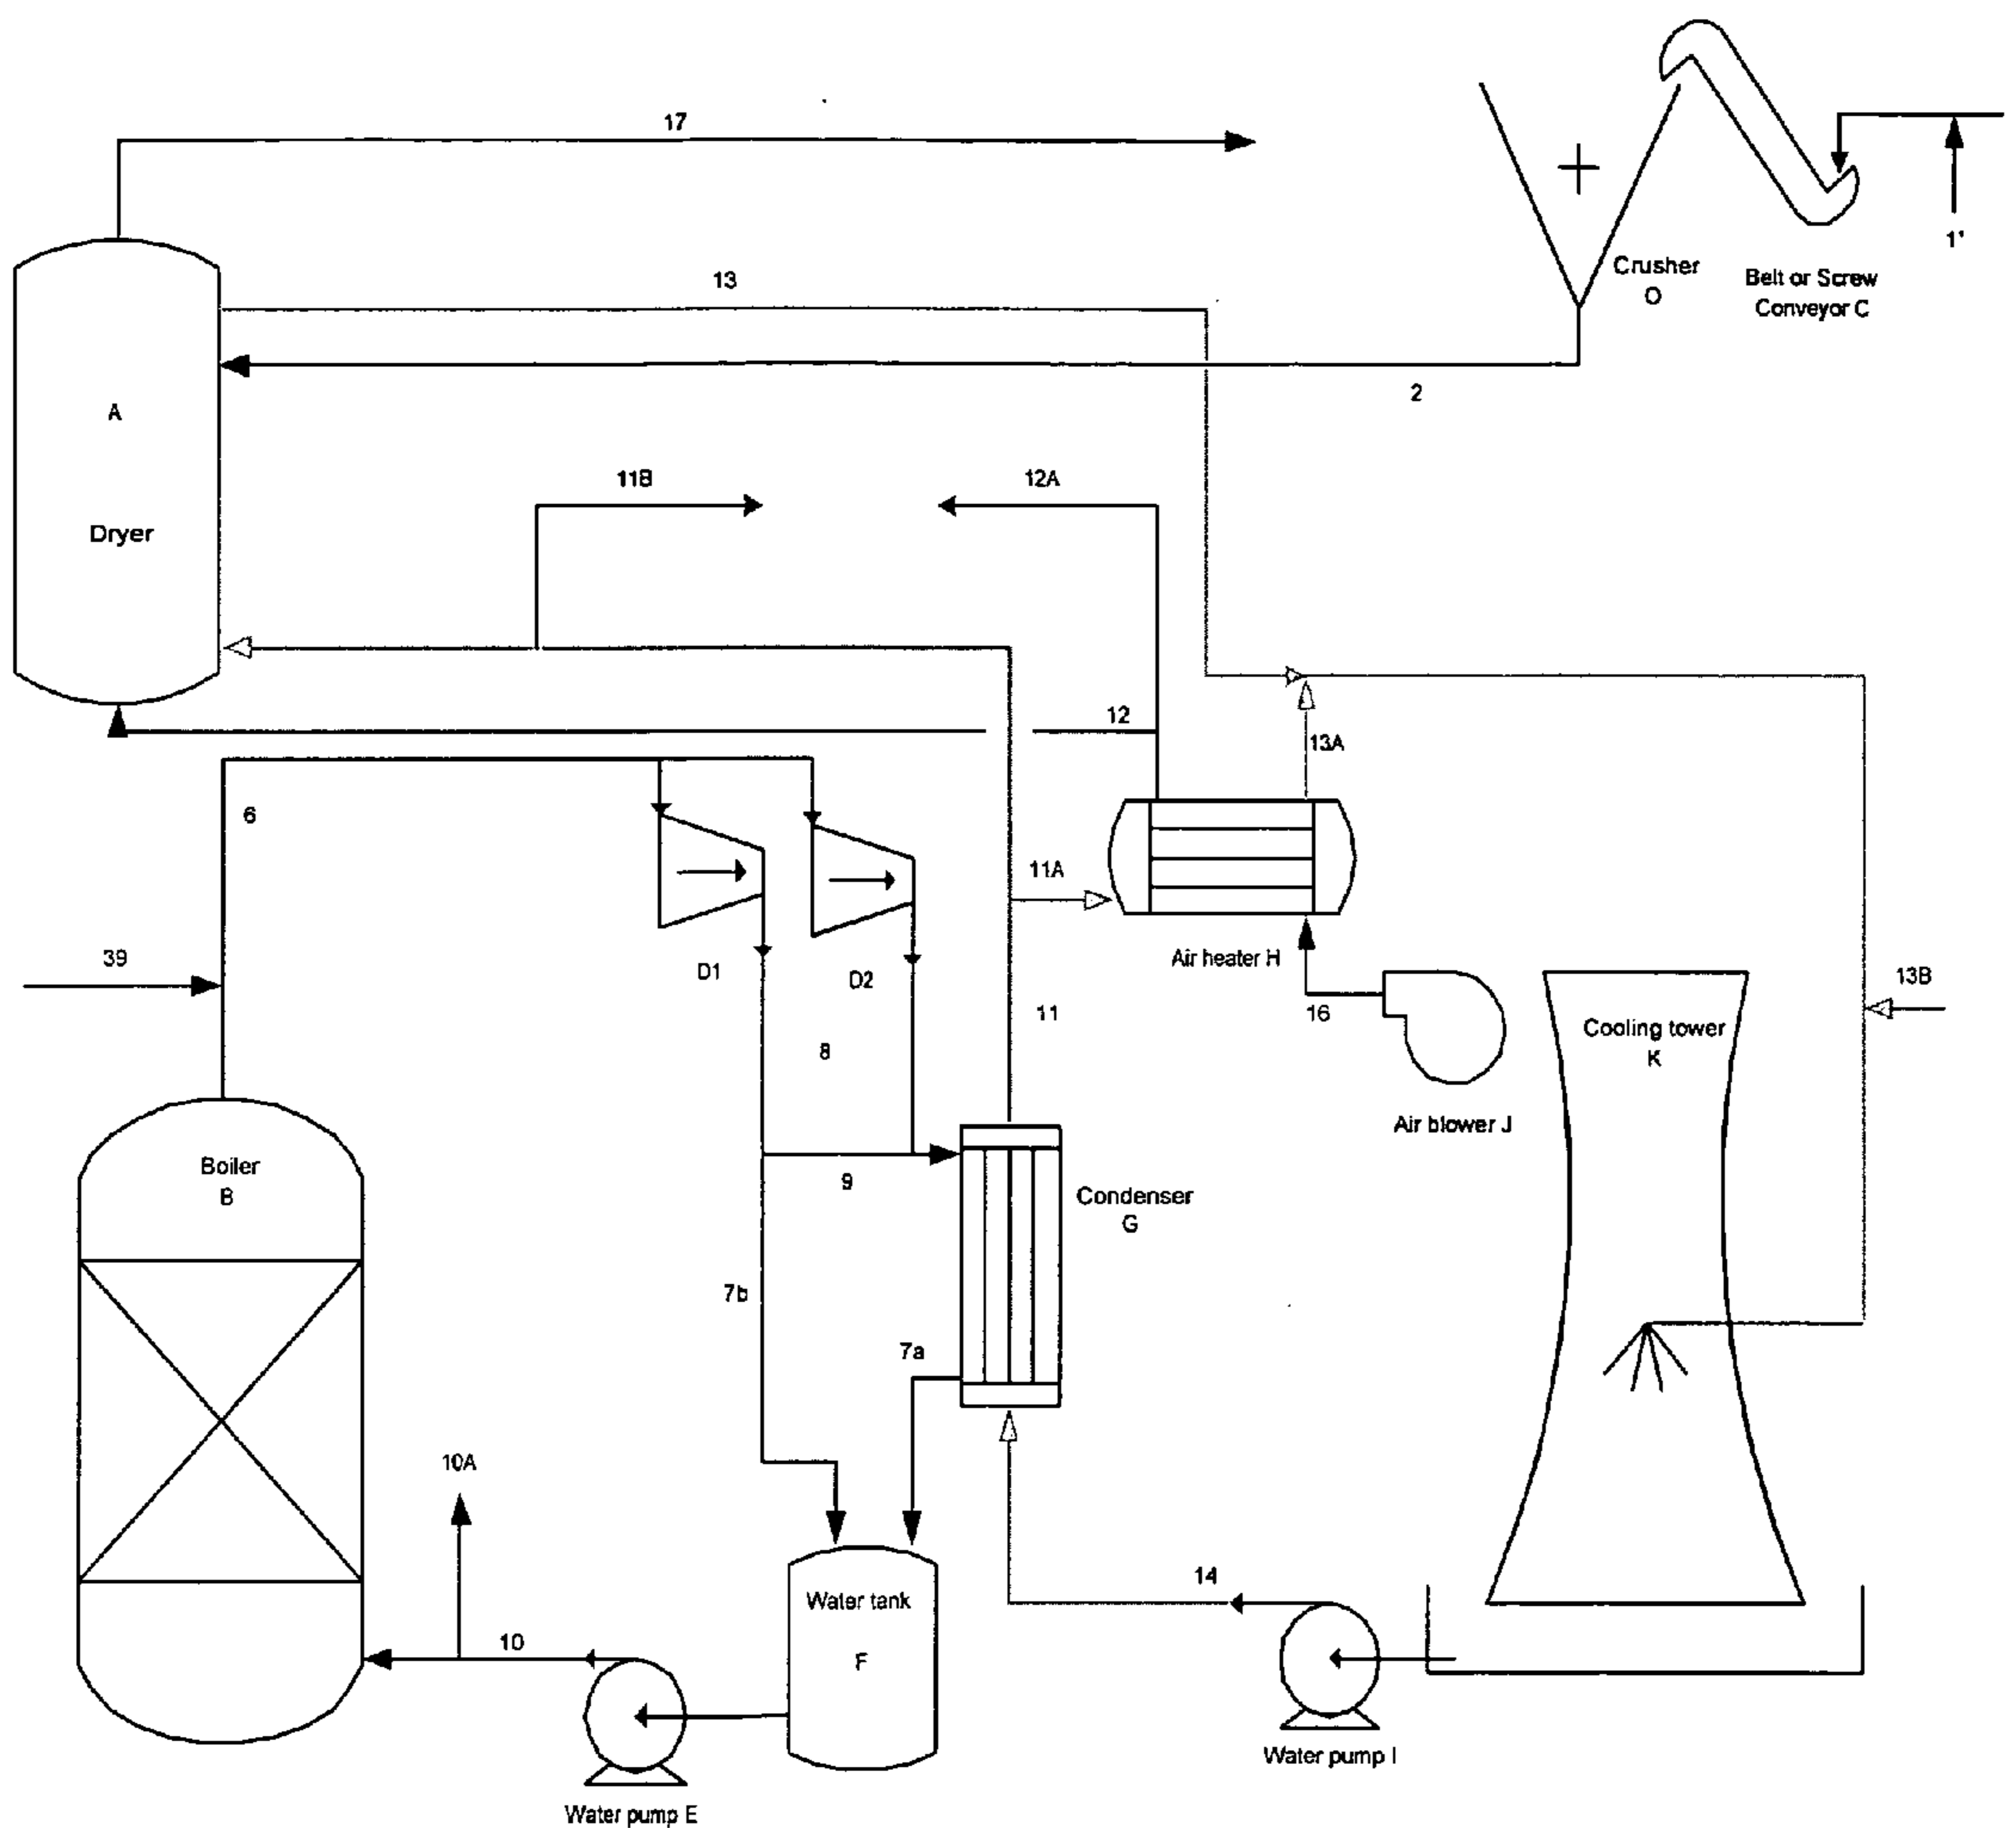 17
1'
Crusher
O
Belt or Screw
Conveyor C
13
2
A
Dryer
11B
12A
12
13A
6
11A
39
D1
D2
Air heater H
13B
11
16
Cooling tower
K
8
Air blower J
Boiler
B
9
Condenser
G
7b
7a
10A
14
Water tank
F
10
Water pump I
Water pump E